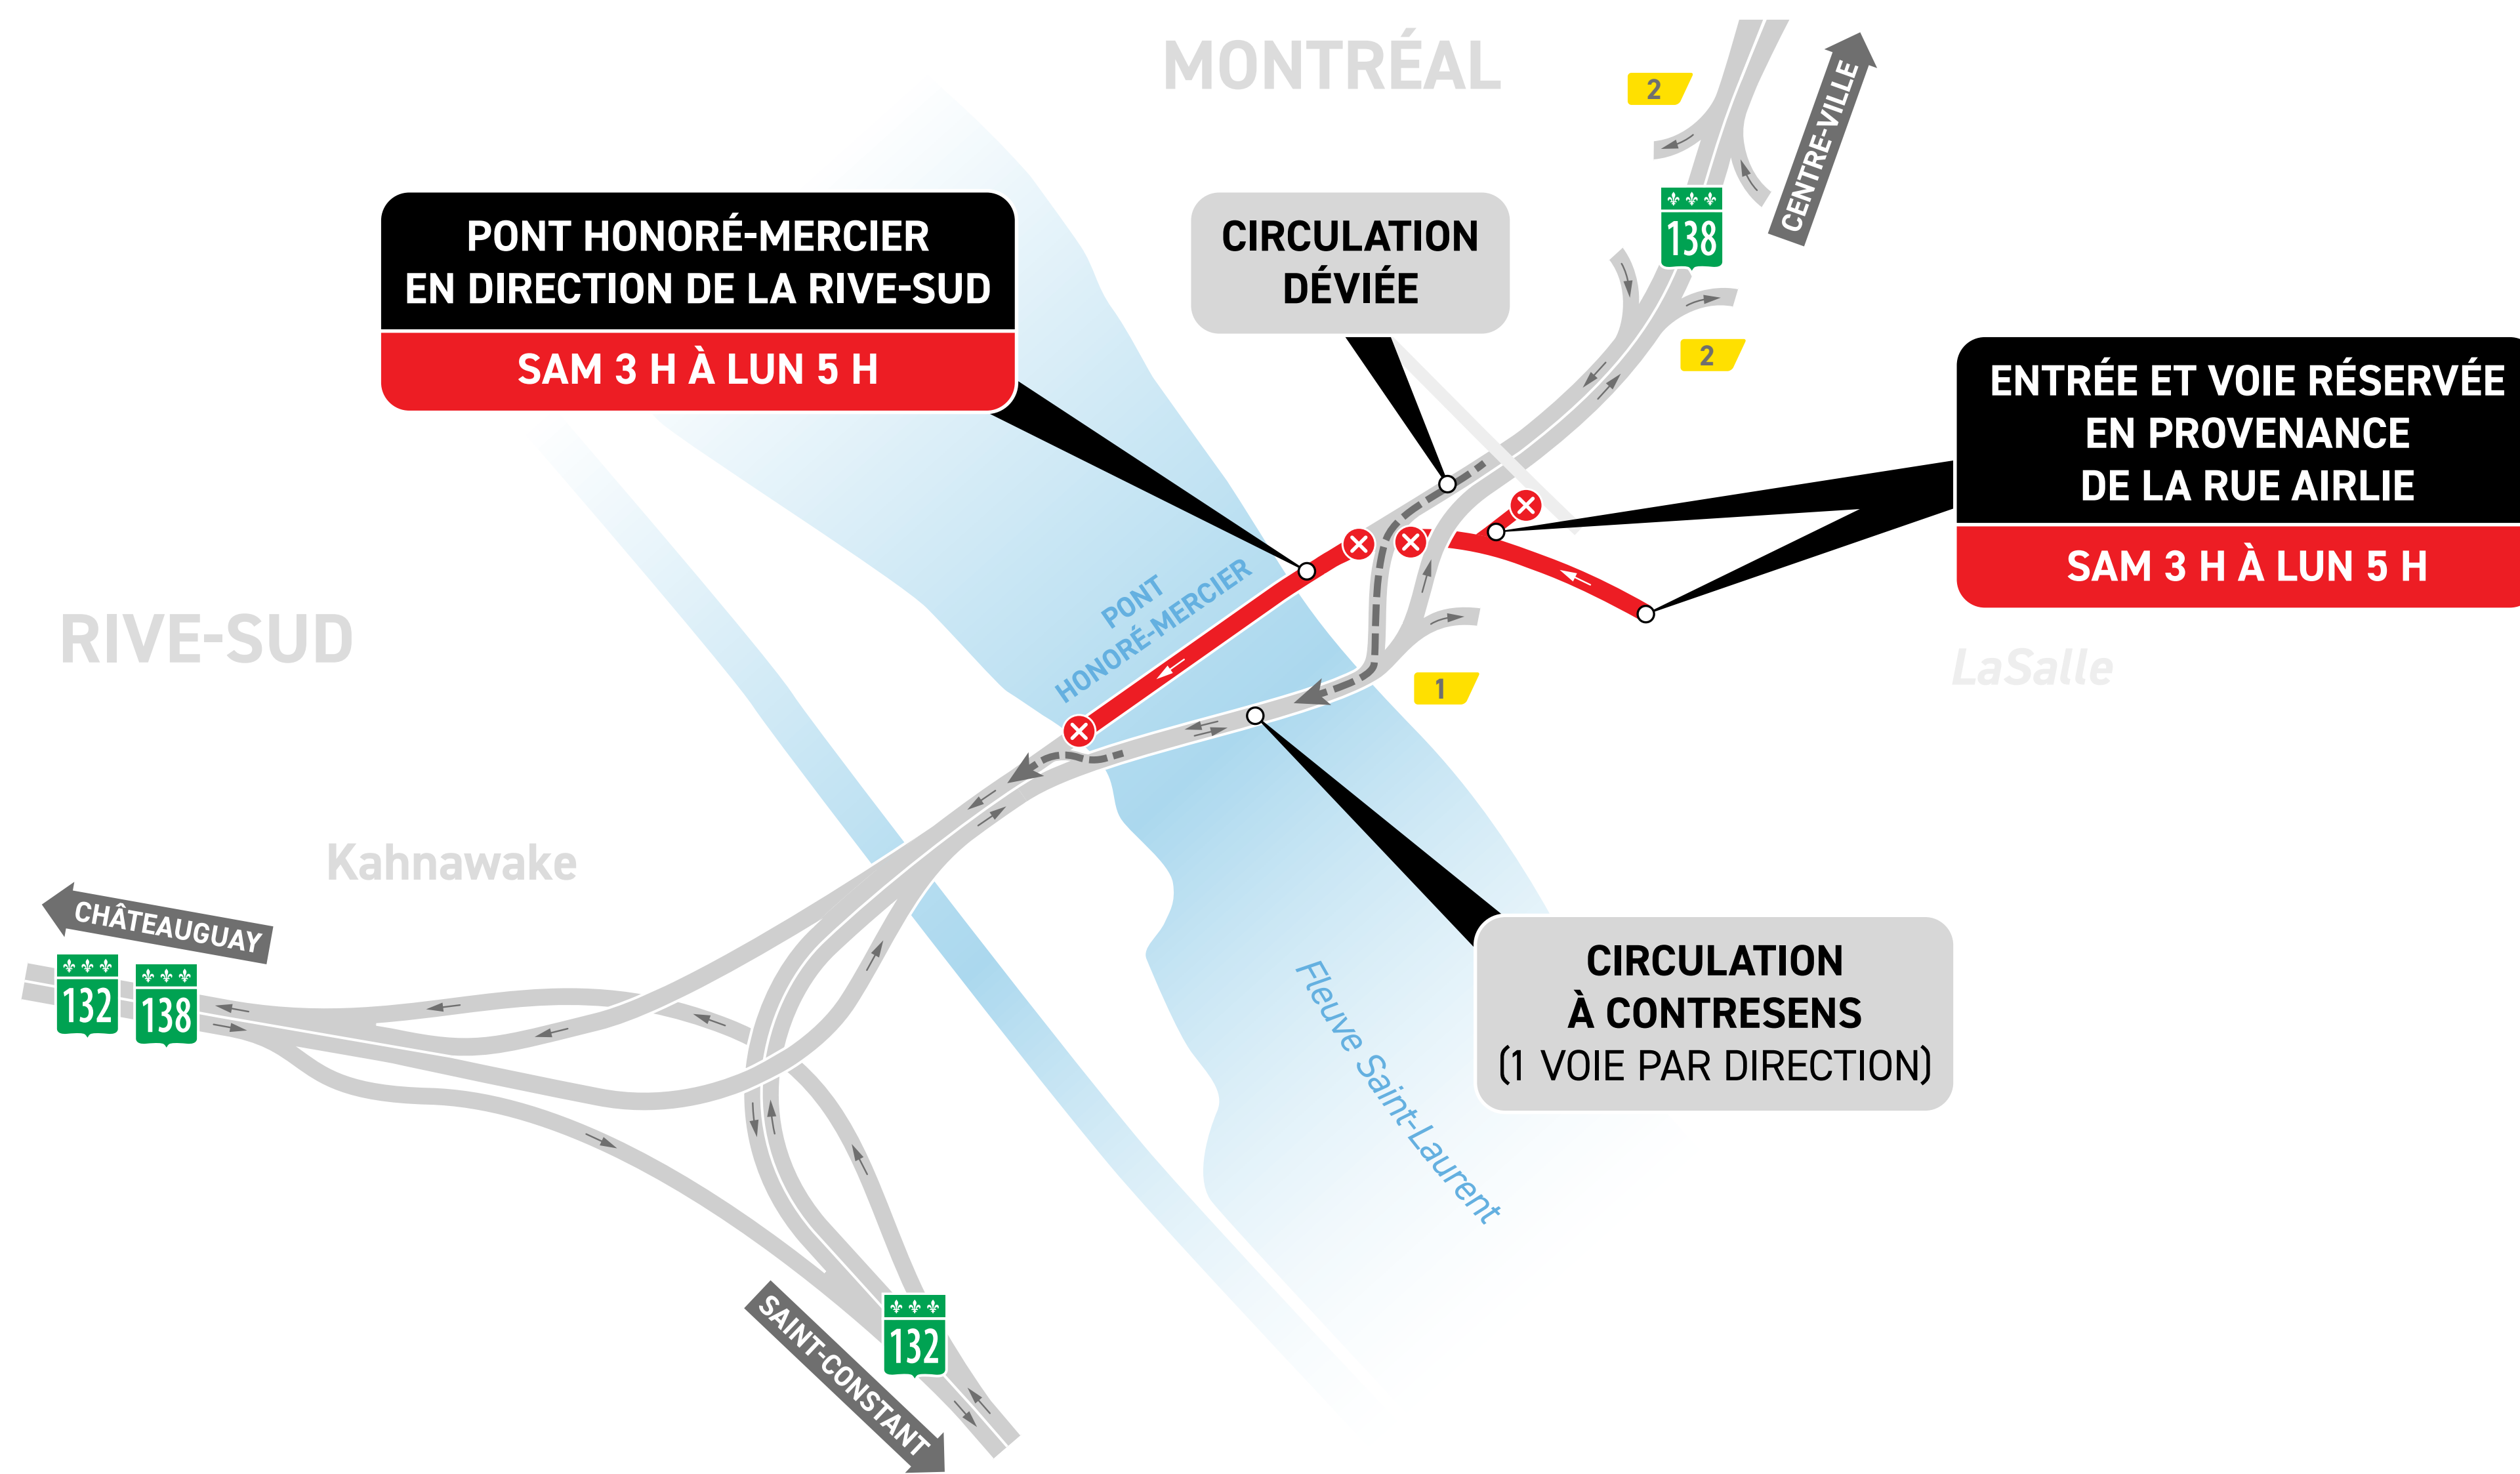 MONTRÉAL
2
CENTRE-VILLE
138
PONT HONORÉ-MERCIER
EN DIRECTION DE LA RIVE-SUD
SAM 3 H À LUN 5 H
CIRCULATION
DÉVIÉE
2
ENTRÉE ET VOIE RÉSERVÉE
EN PROVENANCE
DE LA RUE AIRLIE
SAM 3 H À LUN 5 H
PONT
HONORÉ-MERCIER
RIVE-SUD
LaSalle
1
Kahnawake
CHÂTEAUGUAY
132
138
CIRCULATION
À CONTRESENS
(1 VOIE PAR DIRECTION)
Fleuve Saint-Laurent
132
SAINT-CONSTANT